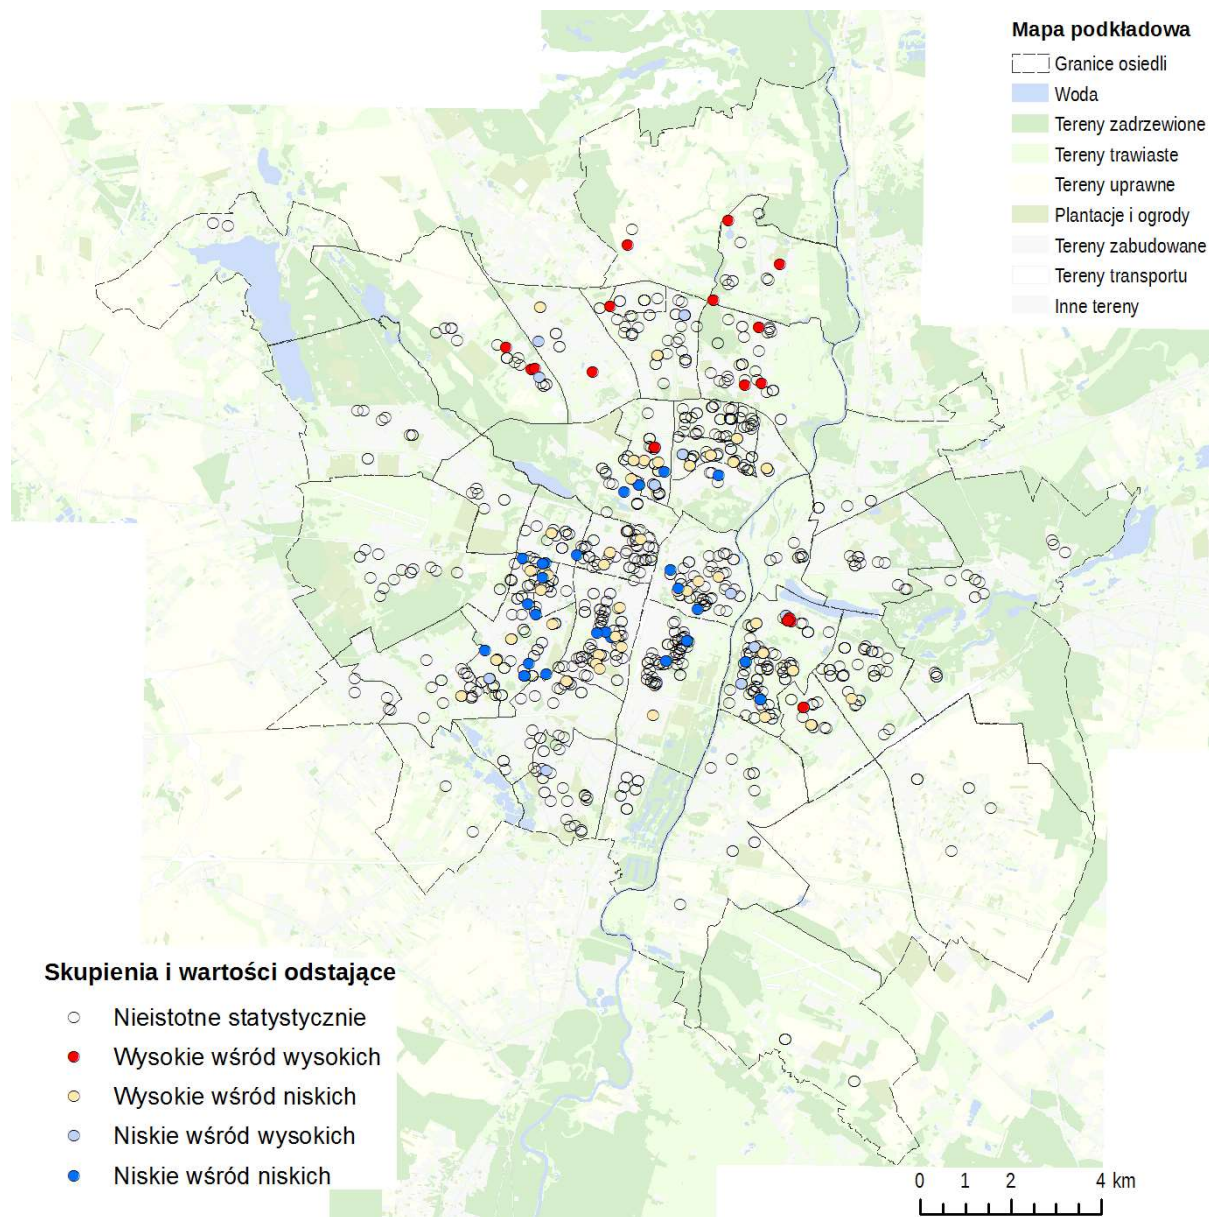 Mapa podkładowa
Granice osiedli
Woda
Tereny zadrzewione
Tereny trawiaste
Tereny uprawne
Plantacje i ogrody
Tereny zabudowane
Tereny transportu
Inne tereny
Skupienia i wartości odstające
Nieistotne statystycznie
Wysokie wśród wysokich
Wysokie wśród niskich
Niskie wśród wysokich
Niskie wśród niskich
0 1 2 4 km